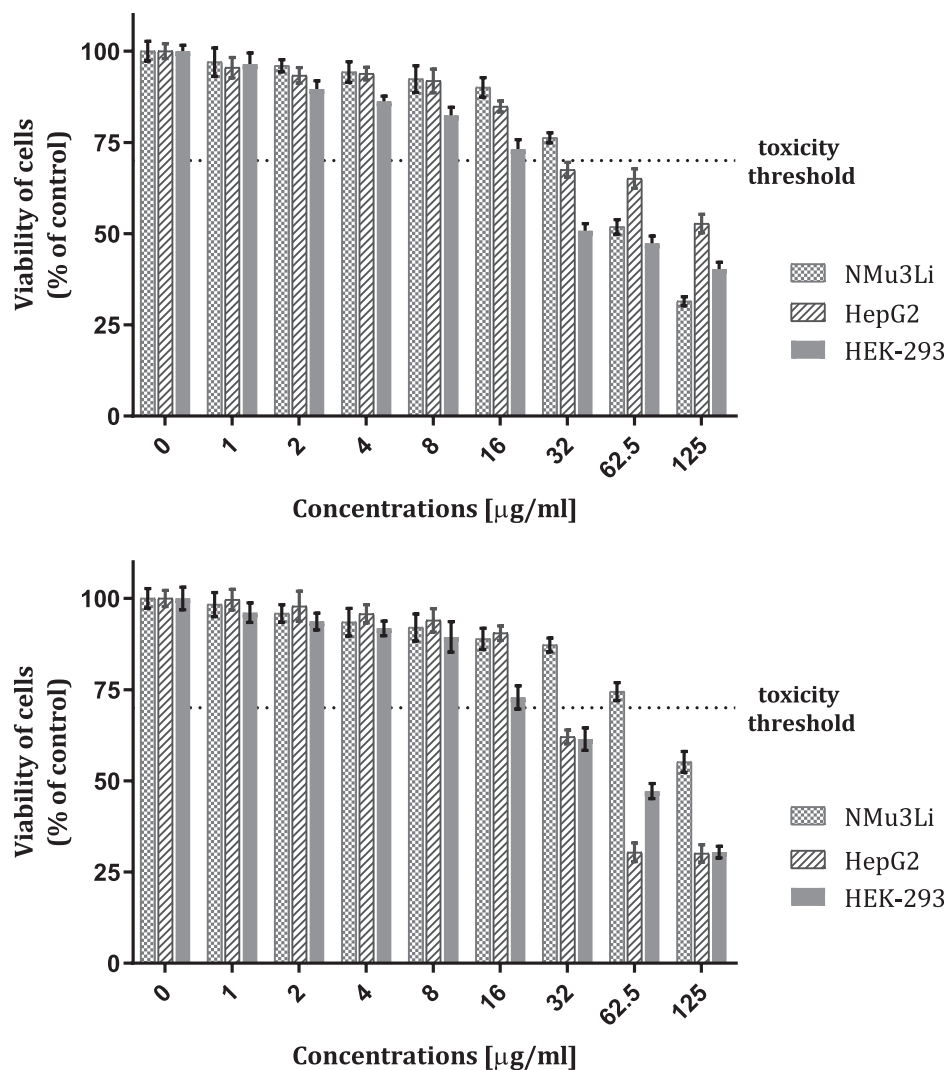 Viability of cells
(% of control)
100
75
50
25
0
toxicity
threshold
NMu3Li
HepG2
HEK-293
0 1 2 4 8 16 32 62.5 125
Concentrations [μg/ml]
Viability of cells
(% of control)
100
75
50
25
0
toxicity
threshold
NMu3Li
HepG2
HEK-293
0 1 2 4 8 16 32 62.5 125
Concentrations [μg/ml]